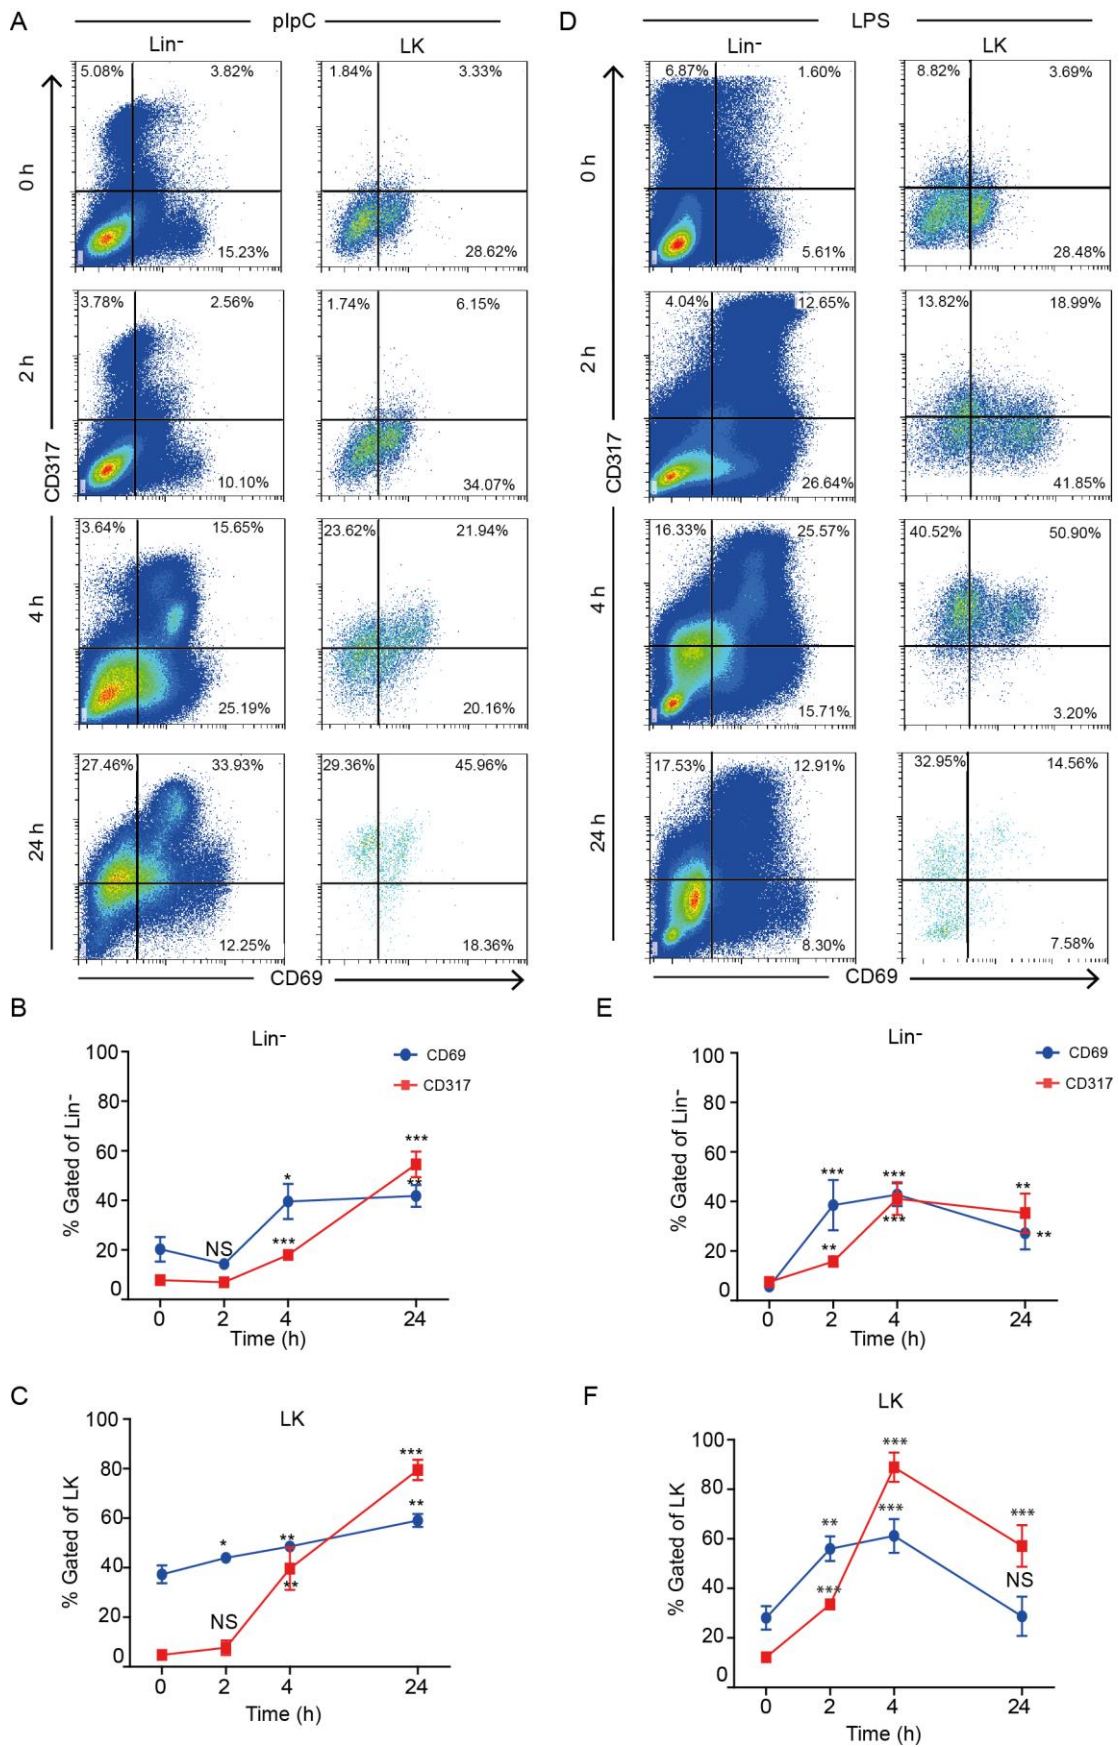 A
pIpC
Lin-
LK
CD317
0 h
5.08%
3.82%
15.23%
1.84%
3.33%
28.62%
2 h
3.78%
2.56%
10.10%
1.74%
6.15%
34.07%
4 h
3.64%
15.65%
25.19%
23.62%
21.94%
20.16%
24 h
27.46%
33.93%
12.25%
29.36%
45.96%
18.36%
CD69
D
LPS
Lin-
LK
CD317
0 h
6.87%
1.60%
5.61%
8.82%
3.69%
28.48%
2 h
4.04%
12.65%
26.64%
13.82%
18.99%
41.85%
4 h
16.33%
25.57%
15.71%
40.52%
50.90%
3.20%
24 h
17.53%
12.91%
8.30%
32.95%
14.56%
7.58%
CD69
B
Lin-
CD69
CD317
% Gated of Lin-
100
80
60
40
20
0
NS
*
***
***
**
0 2 4 24
Time (h)
E
Lin-
CD69
CD317
% Gated of Lin-
100
80
60
40
20
0
***
**
***
***
**
**
0 2 4 24
Time (h)
C
LK
% Gated of LK
100
80
60
40
20
0
*
NS
**
**
***
**
0 2 4 24
Time (h)
F
LK
% Gated of LK
100
80
60
40
20
0
**
***
***
***
***
NS
0 2 4 24
Time (h)